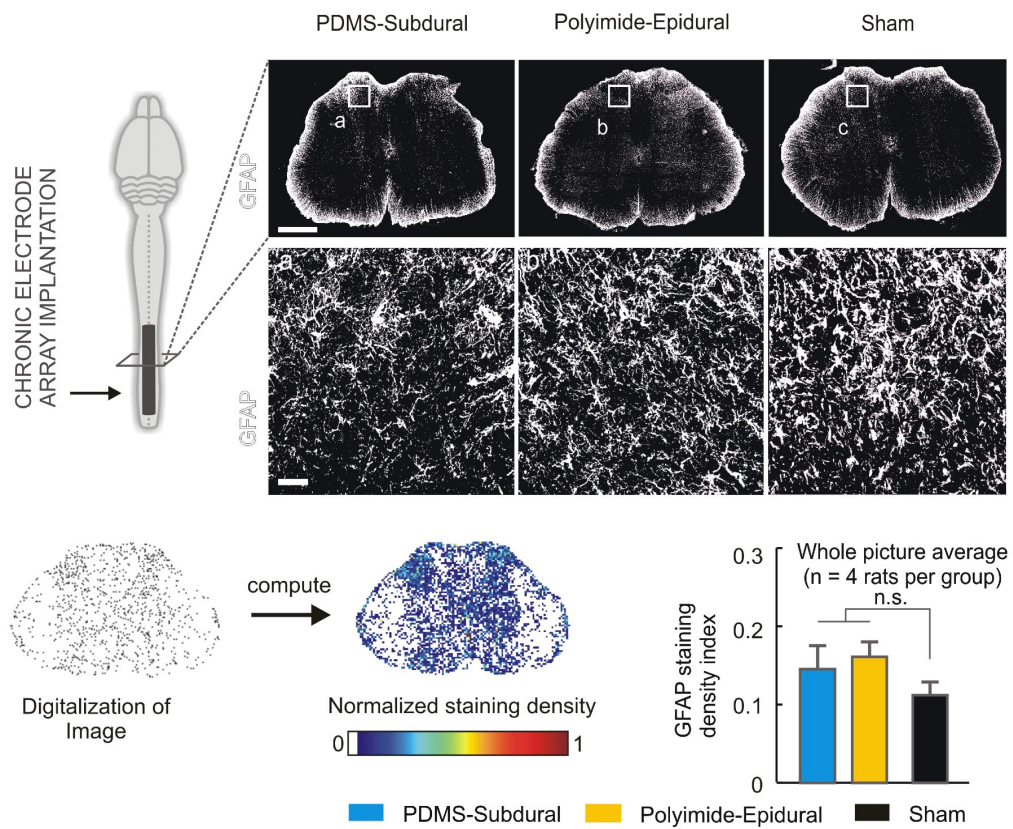 PDMS-Subdural
Polyimide-Epidural
Sham
CHRONIC ELECTRODE
ARRAY IMPLANTATION
GFAP
a
b
c
GFAP
a
b
c
Digitalization of
Image
compute
Normalized staining density
0
1
GFAP staining
density index
0.3
0.2
0.1
0
Whole picture average
(n = 4 rats per group)
n.s.
PDMS-Subdural
Polyimide-Epidural
Sham